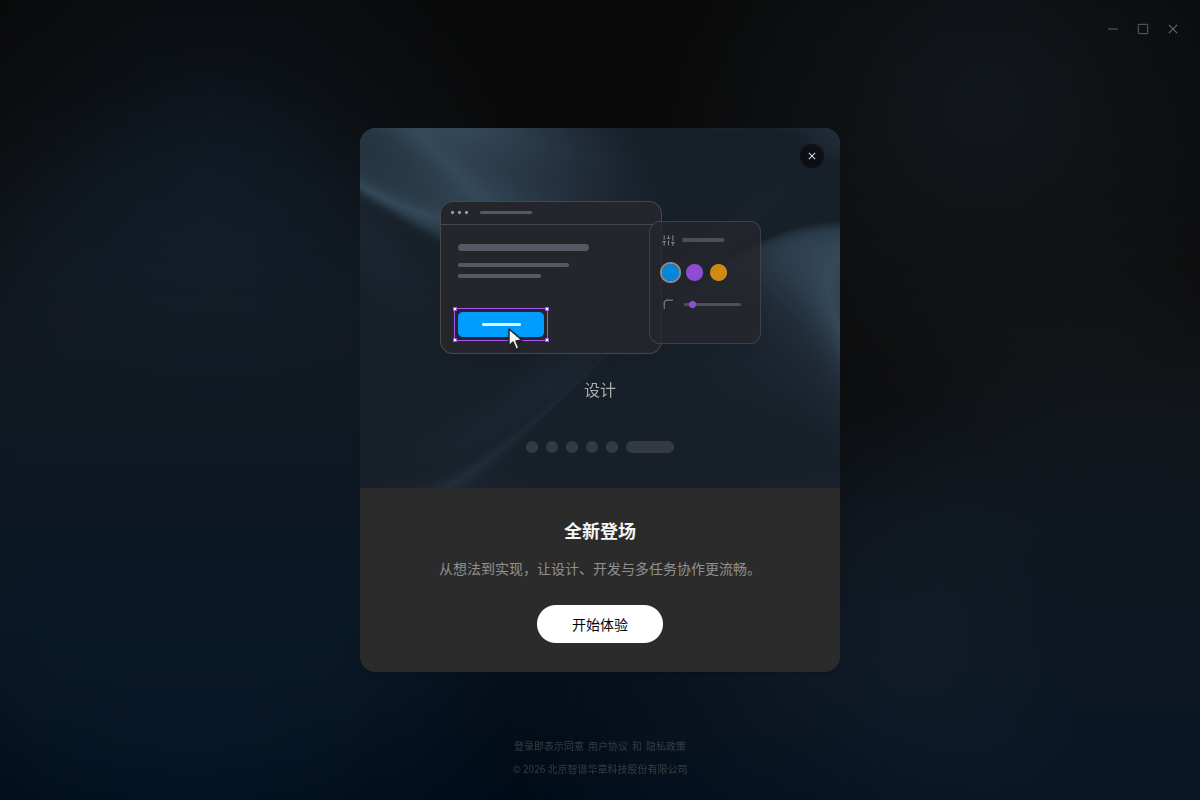 设计
全新登场
从想法到实现，让设计、开发与多任务协作更流畅。
开始体验
登录即表示同意 用户协议 和 隐私政策
© 2026 北京智谱华章科技股份有限公司